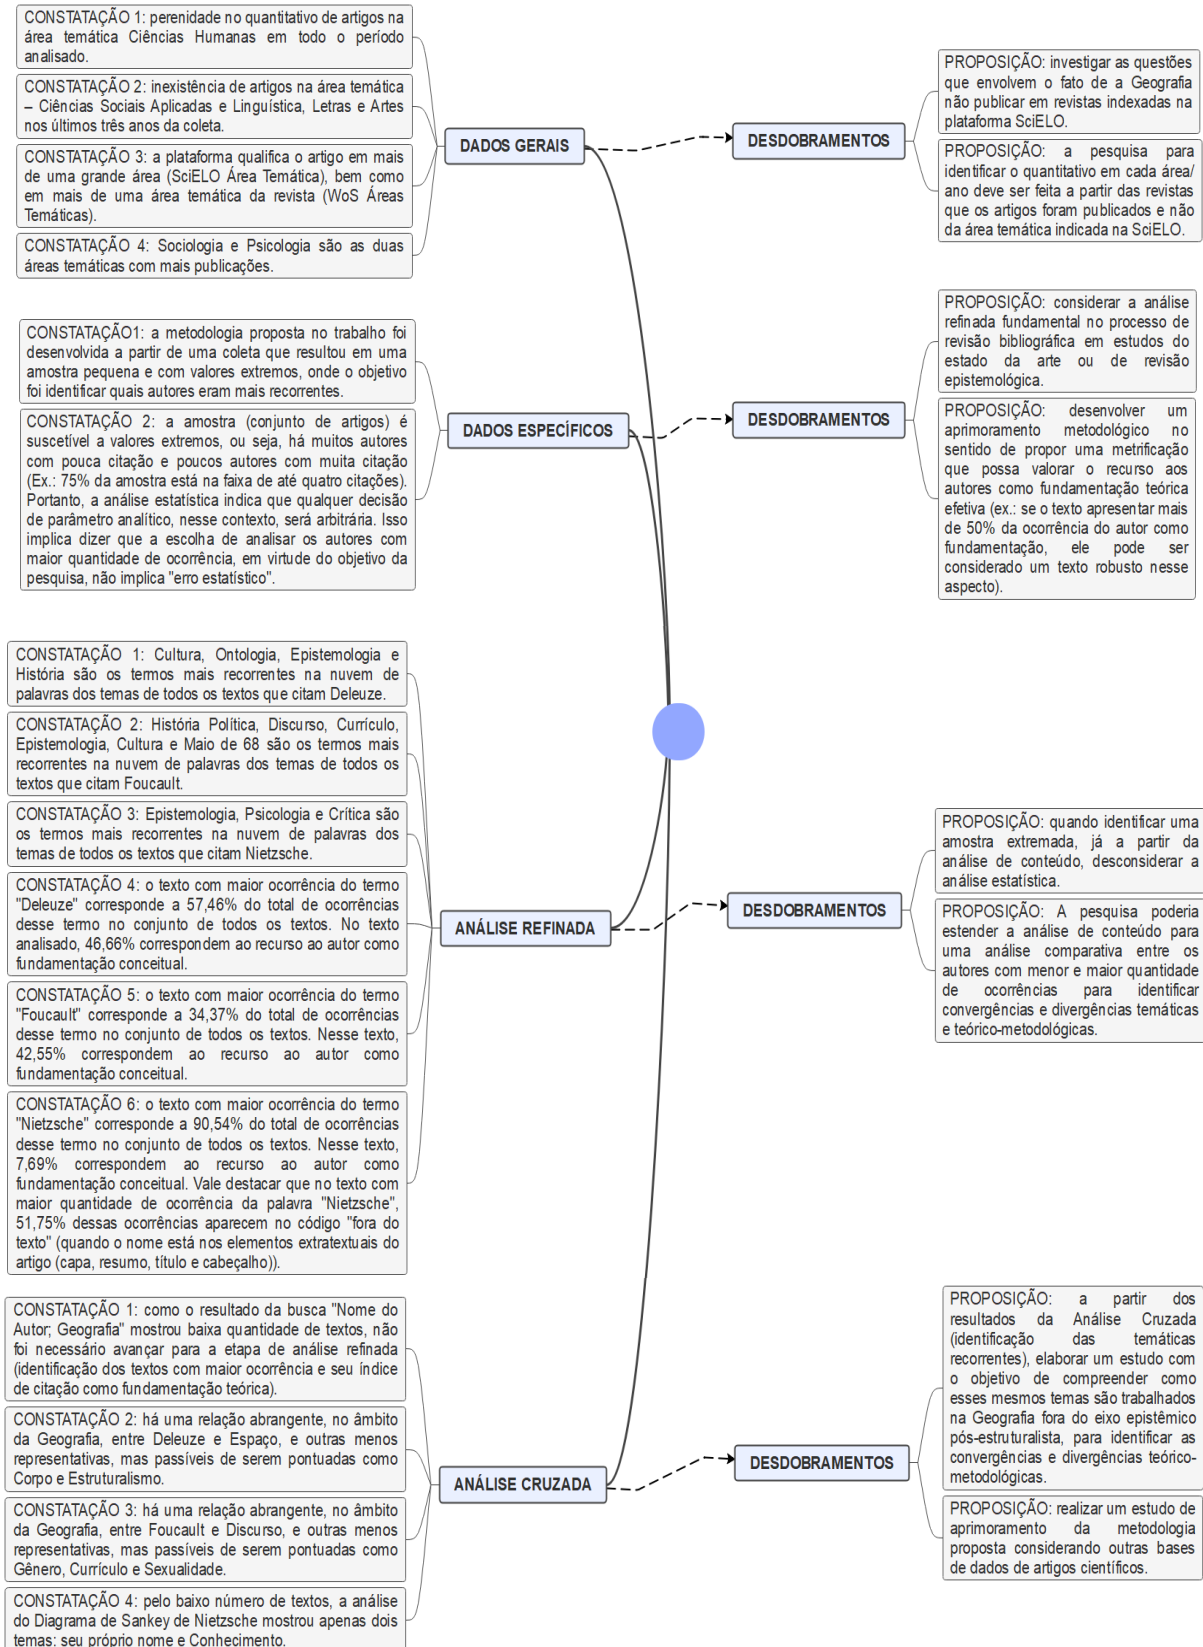 CONSTATAÇÃO 1: perenidade no quantitativo de artigos na
área temática Ciências Humanas em todo o período
analisado.
CONSTATAÇÃO 2: inexistência de artigos na área temática
– Ciências Sociais Aplicadas e Linguística, Letras e Artes
nos últimos três anos da coleta.
CONSTATAÇÃO 3: a plataforma qualifica o artigo em mais
de uma grande área (SciELO Área Temática), bem como
em mais de uma área temática da revista (WoS Áreas
Temáticas).
CONSTATAÇÃO 4: Sociologia e Psicologia são as duas
áreas temáticas com mais publicações.
DADOS GERAIS
DESDOBRAMENTOS
PROPOSIÇÃO: investigar as questões
que envolvem o fato de a Geografia
não publicar em revistas indexadas na
plataforma SciELO.
PROPOSIÇÃO: a pesquisa para
identificar o quantitativo em cada área/
ano deve ser feita a partir das revistas
que os artigos foram publicados e não
da área temática indicada na SciELO.
CONSTATAÇÃO1: a metodologia proposta no trabalho foi
desenvolvida a partir de uma coleta que resultou em uma
amostra pequena e com valores extremos, onde o objetivo
foi identificar quais autores eram mais recorrentes.
CONSTATAÇÃO 2: a amostra (conjunto de artigos) é
suscetível a valores extremos, ou seja, há muitos autores
com pouca citação e poucos autores com muita citação
(Ex.: 75% da amostra está na faixa de até quatro citações).
Portanto, a análise estatística indica que qualquer decisão
de parâmetro analítico, nesse contexto, será arbitrária. Isso
implica dizer que a escolha de analisar os autores com
maior quantidade de ocorrência, em virtude do objetivo da
pesquisa, não implica "erro estatístico".
DADOS ESPECÍFICOS
DESDOBRAMENTOS
PROPOSIÇÃO: considerar a análise
refinada fundamental no processo de
revisão bibliográfica em estudos do
estado da arte ou de revisão
epistemológica.
PROPOSIÇÃO: desenvolver um
aprimoramento metodológico no
sentido de propor uma metrificação
que possa valorar o recurso aos
autores como fundamentação teórica
efetiva (ex.: se o texto apresentar mais
de 50% da ocorrência do autor como
fundamentação, ele pode ser
considerado um texto robusto nesse
aspecto).
CONSTATAÇÃO 1: Cultura, Ontologia, Epistemologia e
História são os termos mais recorrentes na nuvem de
palavras dos temas de todos os textos que citam Deleuze.
CONSTATAÇÃO 2: História Política, Discurso, Currículo,
Epistemologia, Cultura e Maio de 68 são os termos mais
recorrentes na nuvem de palavras dos temas de todos os
textos que citam Foucault.
CONSTATAÇÃO 3: Epistemologia, Psicologia e Crítica são
os termos mais recorrentes na nuvem de palavras dos
temas de todos os textos que citam Nietzsche.
CONSTATAÇÃO 4: o texto com maior ocorrência do termo
"Deleuze" corresponde a 57,46% do total de ocorrências
desse termo no conjunto de todos os textos. No texto
analisado, 46,66% correspondem ao recurso ao autor como
fundamentação conceitual.
CONSTATAÇÃO 5: o texto com maior ocorrência do termo
"Foucault" corresponde a 34,37% do total de ocorrências
desse termo no conjunto de todos os textos. Nesse texto,
42,55% correspondem ao recurso ao autor como
fundamentação conceitual.
CONSTATAÇÃO 6: o texto com maior ocorrência do termo
"Nietzsche" corresponde a 90,54% do total de ocorrências
desse termo no conjunto de todos os textos. Nesse texto,
7,69% correspondem ao recurso ao autor como
fundamentação conceitual. Vale destacar que no texto com
maior quantidade de ocorrência da palavra "Nietzsche",
51,75% dessas ocorrências aparecem no código "fora do
texto" (quando o nome está nos elementos extratextuais do
artigo (capa, resumo, título e cabeçalho)).
ANÁLISE REFINADA
DESDOBRAMENTOS
PROPOSIÇÃO: quando identificar uma
amostra extremada, já a partir da
análise de conteúdo, desconsiderar a
análise estatística.
PROPOSIÇÃO: A pesquisa poderia
estender a análise de conteúdo para
uma análise comparativa entre os
autores com menor e maior quantidade
de ocorrências para identificar
convergências e divergências temáticas
e teórico-metodológicas.
CONSTATAÇÃO 1: como o resultado da busca "Nome do
Autor; Geografia" mostrou baixa quantidade de textos, não
foi necessário avançar para a etapa de análise refinada
(identificação dos textos com maior ocorrência e seu índice
de citação como fundamentação teórica).
CONSTATAÇÃO 2: há uma relação abrangente, no âmbito
da Geografia, entre Deleuze e Espaço, e outras menos
representativas, mas passíveis de serem pontuadas como
Corpo e Estruturalismo.
CONSTATAÇÃO 3: há uma relação abrangente, no âmbito
da Geografia, entre Foucault e Discurso, e outras menos
representativas, mas passíveis de serem pontuadas como
Gênero, Currículo e Sexualidade.
CONSTATAÇÃO 4: pelo baixo número de textos, a análise
do Diagrama de Sankey de Nietzsche mostrou apenas dois
temas: seu próprio nome e Conhecimento.
ANÁLISE CRUZADA
DESDOBRAMENTOS
PROPOSIÇÃO: a partir dos
resultados da Análise Cruzada
(identificação das temáticas
recorrentes), elaborar um estudo com
o objetivo de compreender como
esses mesmos temas são trabalhados
na Geografia fora do eixo epistêmico
pós-estruturalista, para identificar as
convergências e divergências teórico-
metodológicas.
PROPOSIÇÃO: realizar um estudo de
aprimoramento da metodologia
proposta considerando outras bases
de dados de artigos científicos.